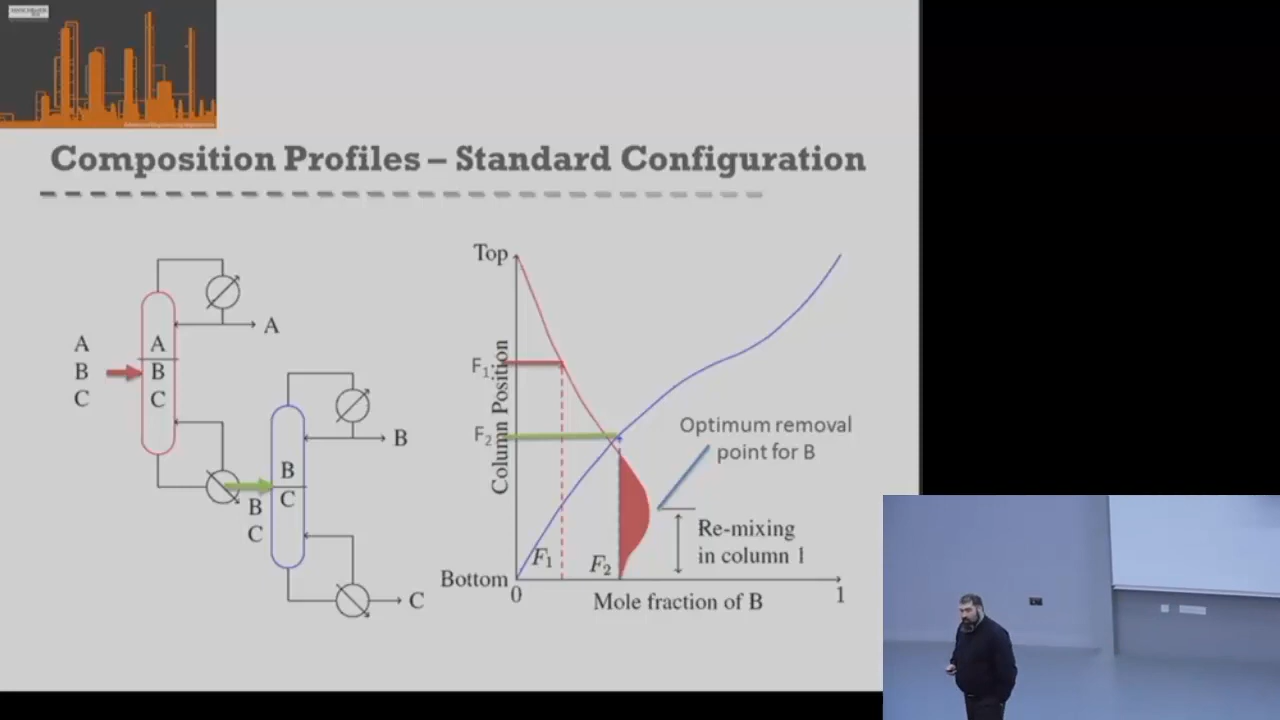 Composition Profiles – Standard Configuration
Top
A
A
B
C
A
B
C
F1
Column Position
B
Optimum removal
point for B
F2
B
C
B
C
Re-mixing
in column 1
F1
F2
Bottom
C
0
Mole fraction of B
1